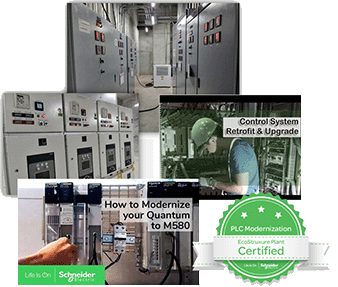 Control System
Retrofit & Upgrade
How to Modernize
your Quantum
to M580
Life is On
Schneider
Electric
PLC Modernization
EcoStruxure Plant
Certified